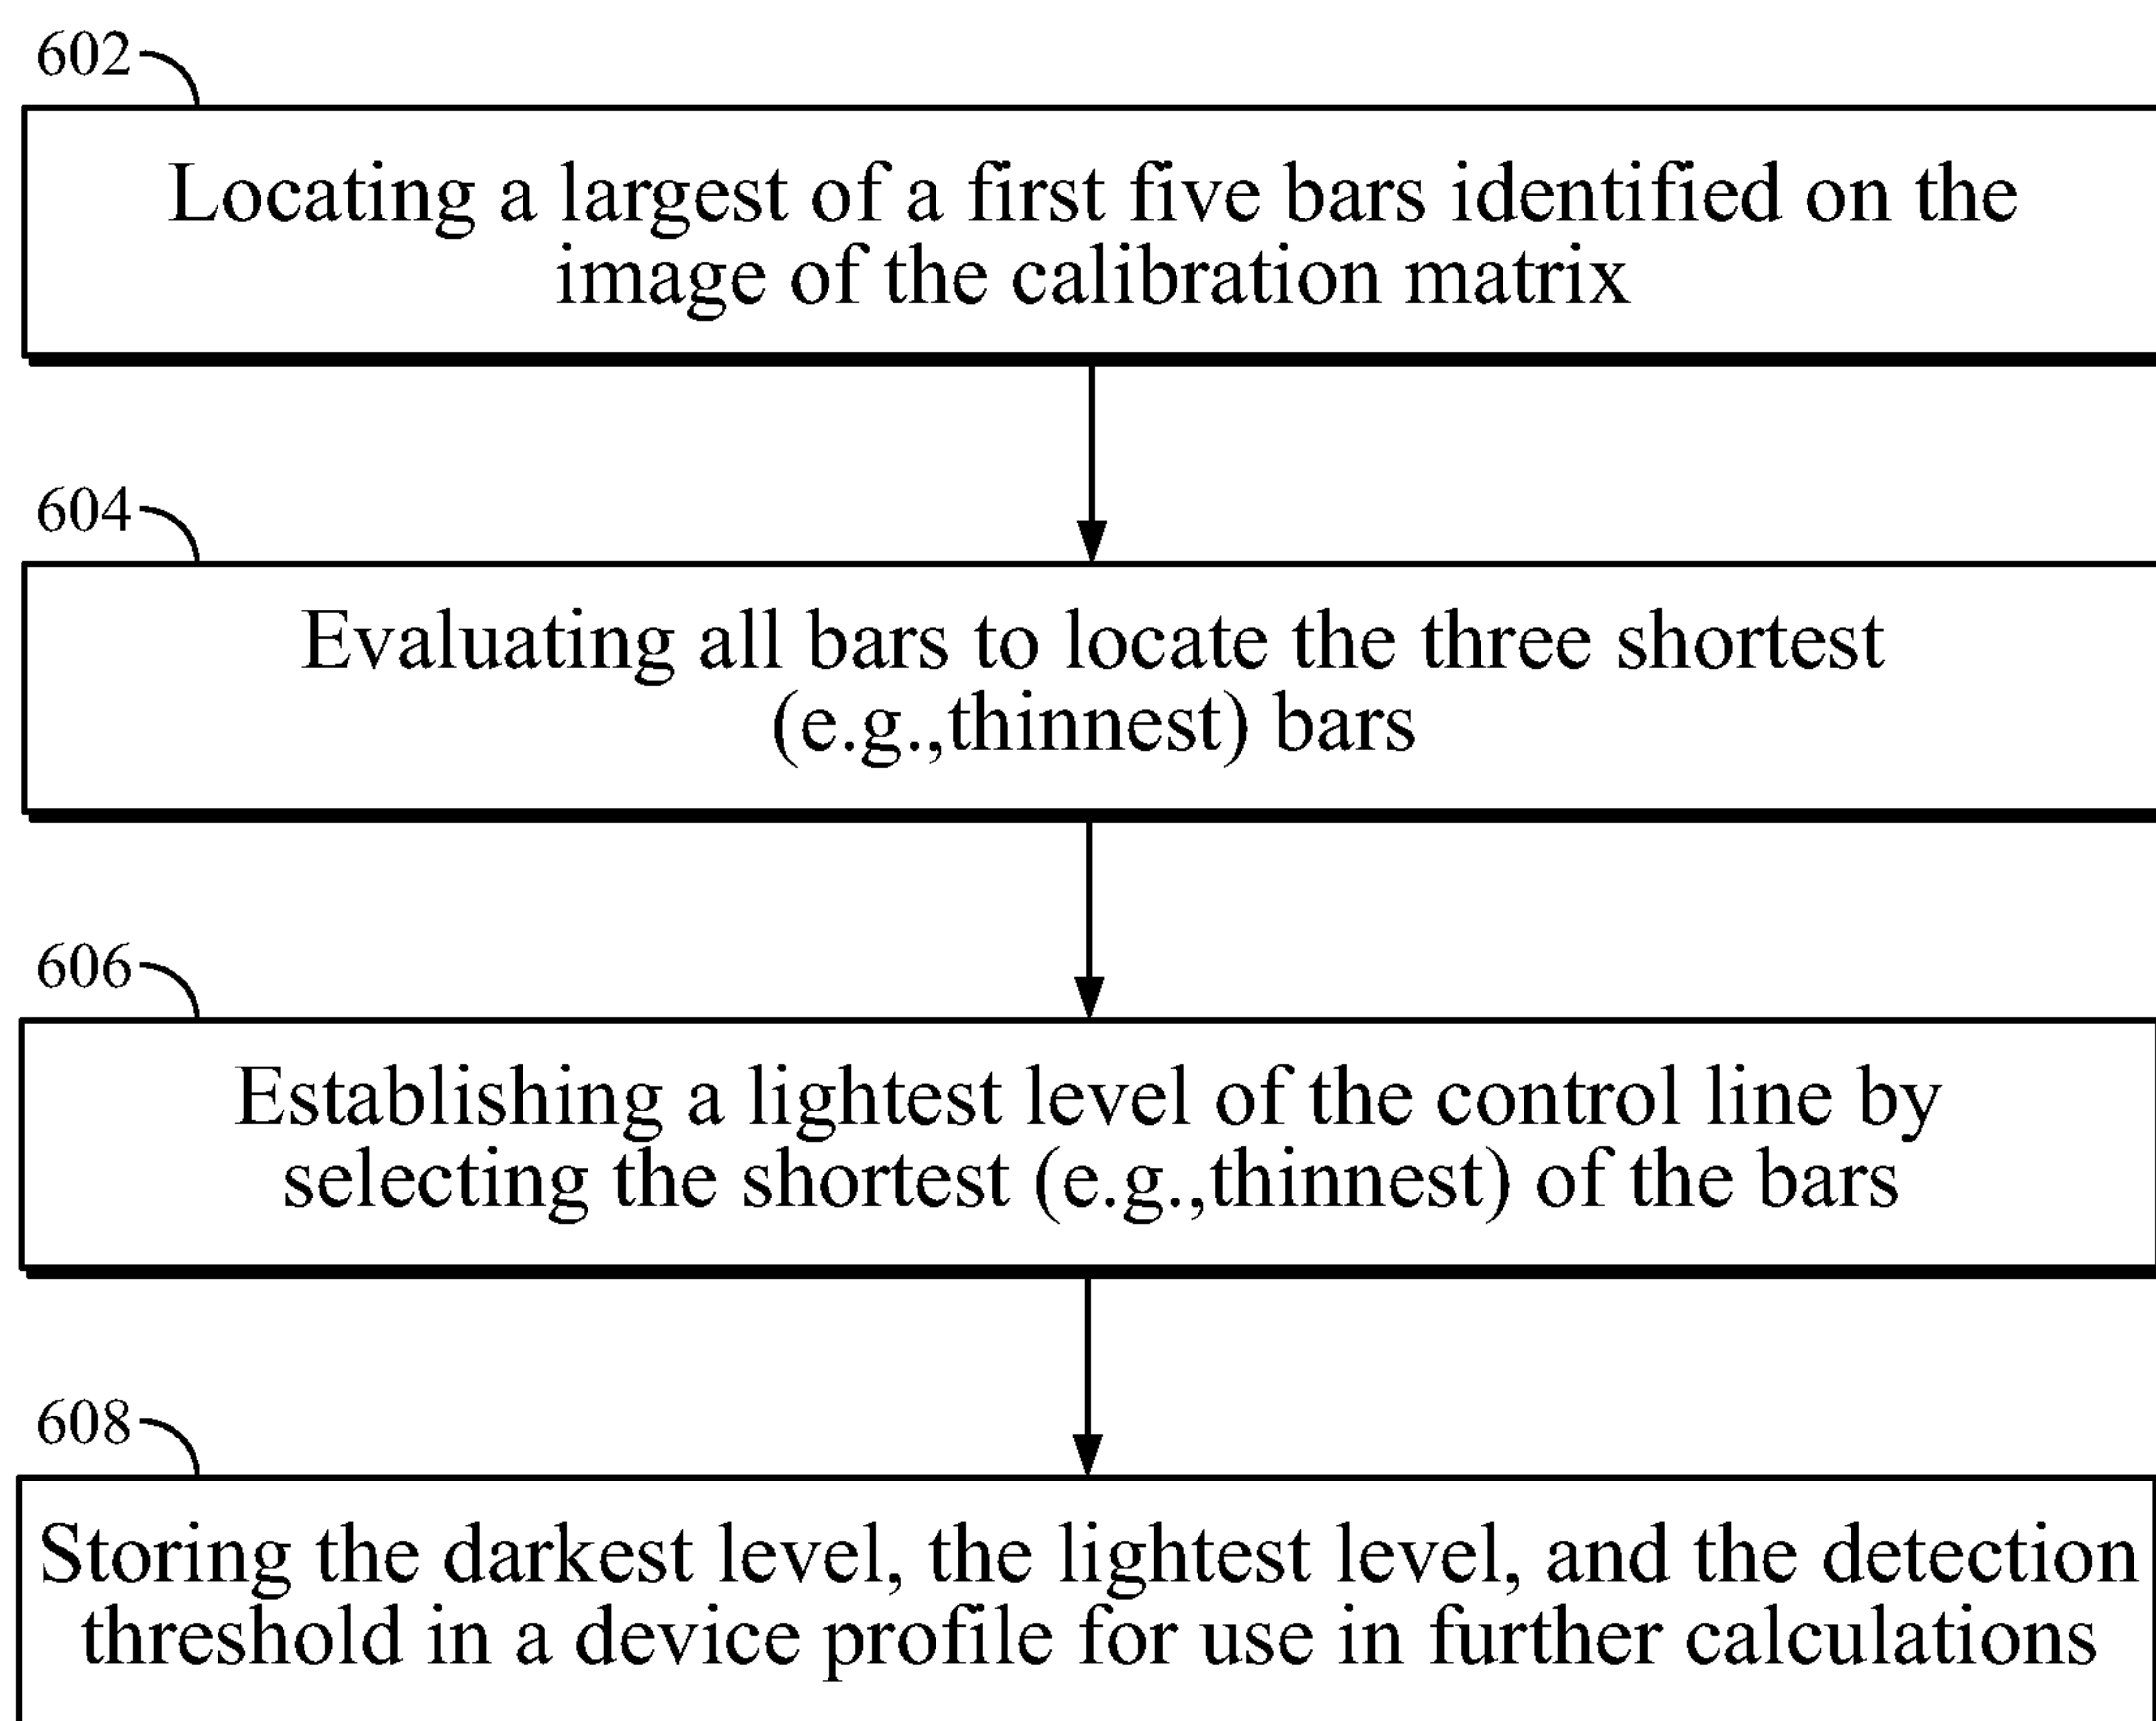 602
Locating a largest of a first five bars identified on the
image of the calibration matrix
604
Evaluating all bars to locate the three shortest
(e.g.,thinnest) bars
606
Establishing a lightest level of the control line by
selecting the shortest (e.g.,thinnest) of the bars
608
Storing the darkest level, the lightest level, and the detection
threshold in a device profile for use in further calculations